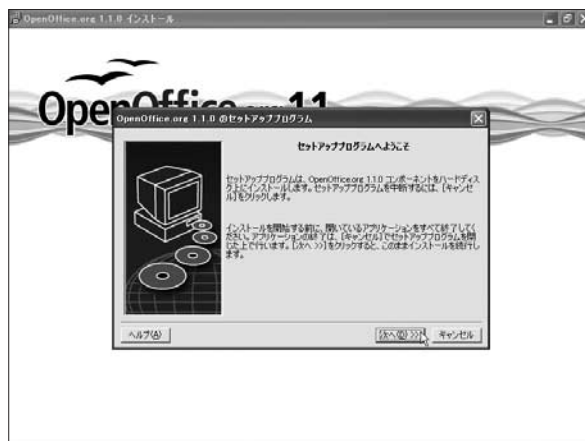 OpenOffice.org 1.1.0 インストール
OpenOffice.org 1.1
OpenOffice.org 1.1.0 のセットアッププログラム
セットアッププログラムへようこそ
セットアッププログラムは、OpenOffice.org 1.1.0 コンポーネントをハードディス
ク上にインストールします。セットアッププログラムを中断するには、[キャンセ
ル]をクリックします。
インストールを開始する前に、開いているアプリケーションをすべて終了してく
ださい。アプリケーションの終了は、[キャンセル]でセットアッププログラムを閉
じた上で行います。[次へ >>]をクリックすると、このままインストールを続行し
ます。
ヘルプ(A)
次へ(D) >>
キャンセル